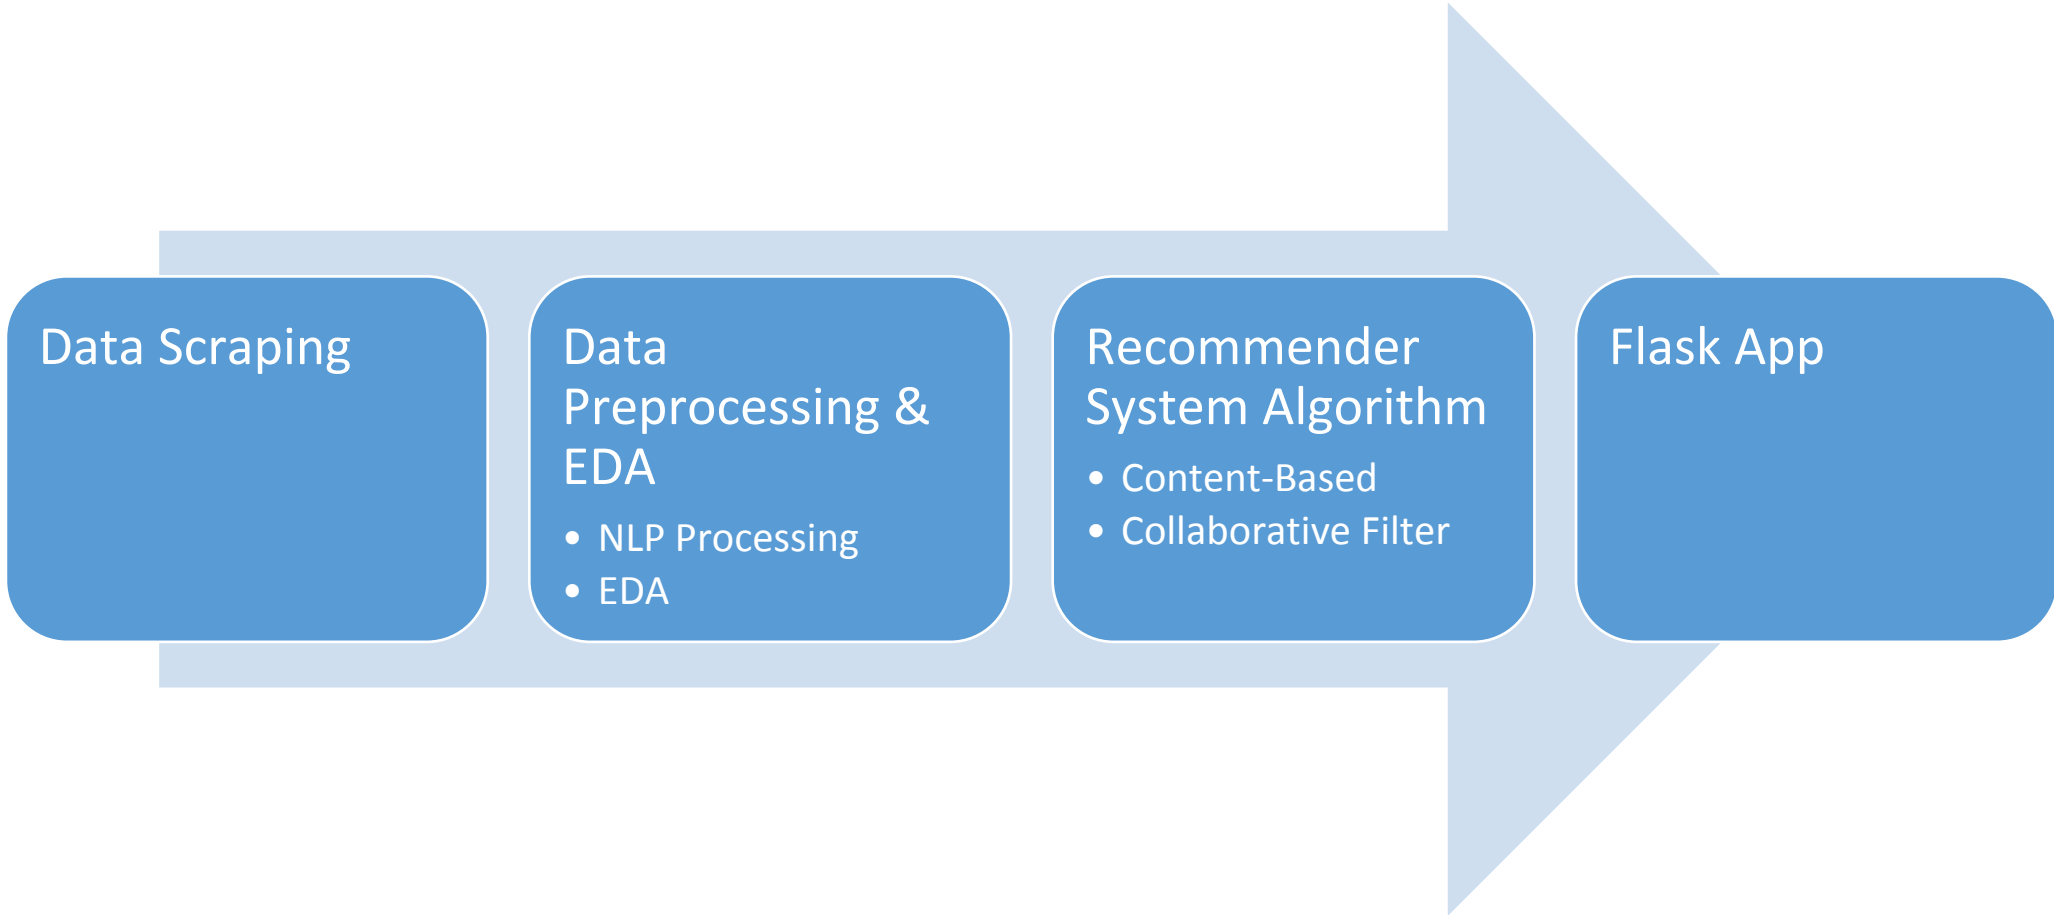 Data Scraping
Data
Preprocessing &
EDA
• NLP Processing
• EDA
Recommender
System Algorithm
• Content-Based
• Collaborative Filter
Flask App